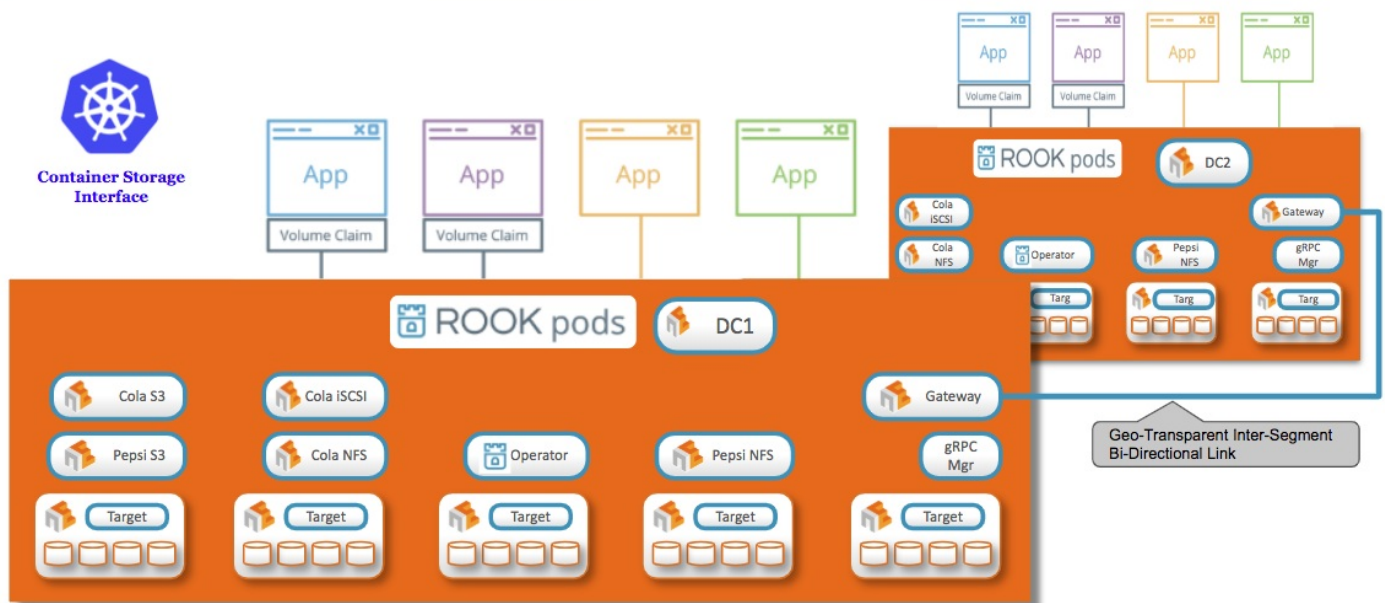 Container Storage
Interface
App
Volume Claim
App
Volume Claim
App
App
App
Volume Claim
App
Volume Claim
App
App
ROOK pods
DC2
Cola
iSCSI
Gateway
Cola
NFS
Operator
Pepsi
NFS
gRPC
Mgr
Targ
Targ
Targ
ROOK pods
DC1
Cola S3
Cola iSCSI
Gateway
Pepsi S3
Cola NFS
Operator
Pepsi NFS
gRPC
Mgr
Target
Target
Target
Target
Target
Geo-Transparent Inter-Segment
Bi-Directional Link